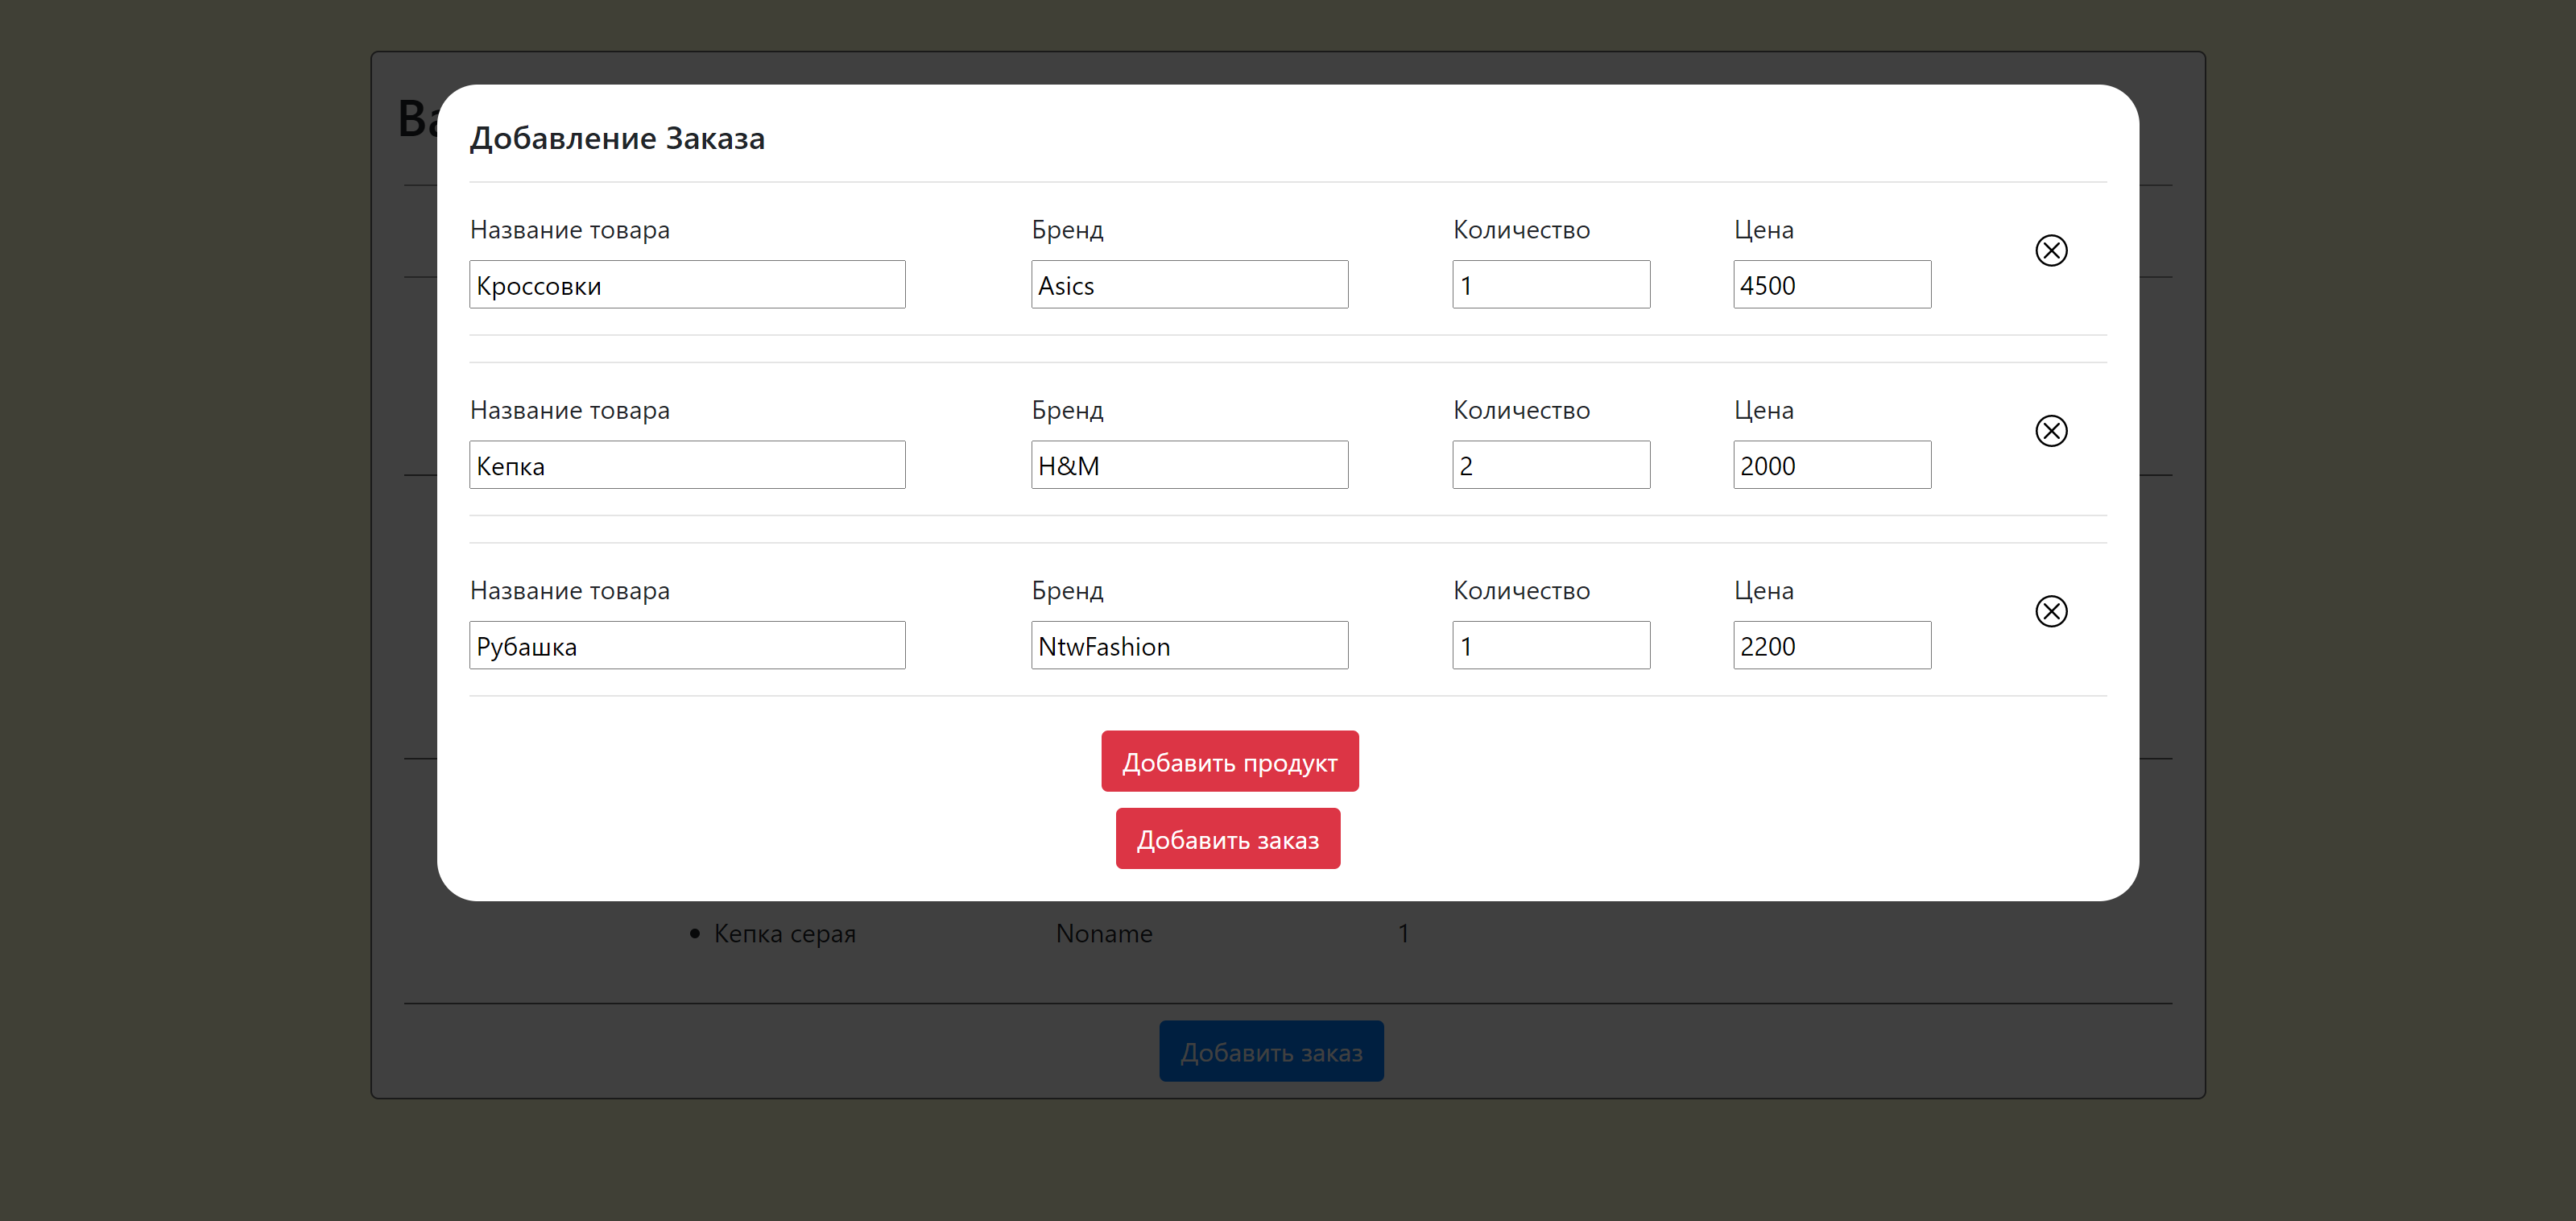 Добавление Заказа
Название товара Бренд Количество Цена
Кроссовки Asics 1 4500
Название товара Бренд Количество Цена
Кепка H&M 2 2000
Название товара Бренд Количество Цена
Рубашка NtwFashion 1 2200
Добавить продукт
Добавить заказ
Кепка серая Noname 1
Добавить заказ